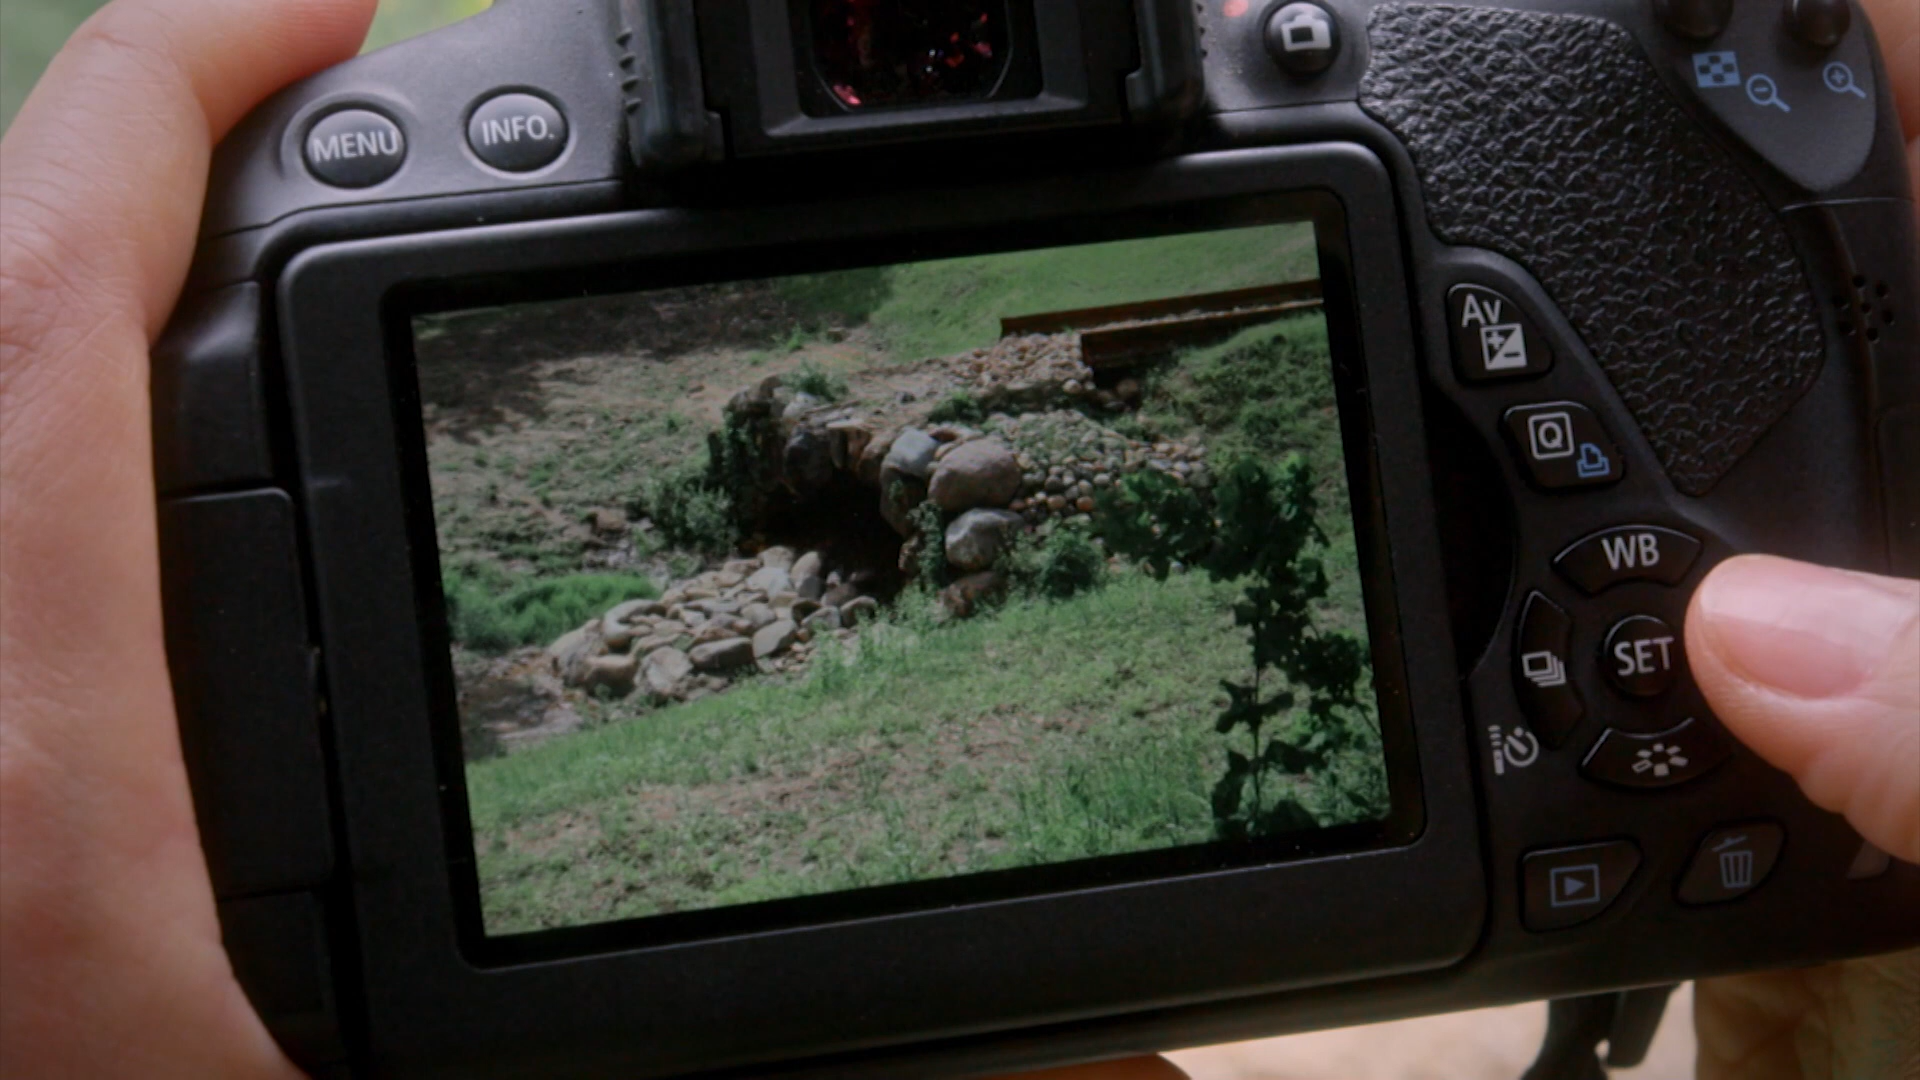 MENU
INFO.
Av
Q
WB
SET